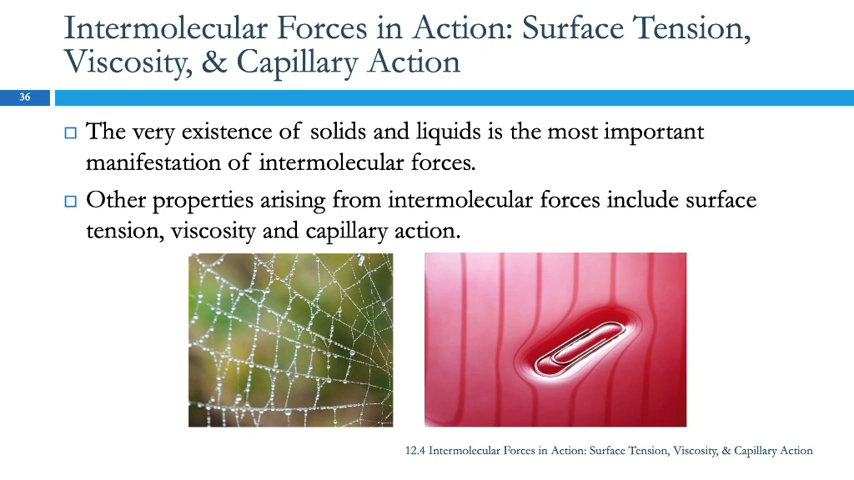 Intermolecular Forces in Action: Surface Tension,
Viscosity, & Capillary Action
36
The very existence of solids and liquids is the most important
manifestation of intermolecular forces.
Other properties arising from intermolecular forces include surface
tension, viscosity and capillary action.
12.4 Intermolecular Forces in Action: Surface Tension, Viscosity, & Capillary Action